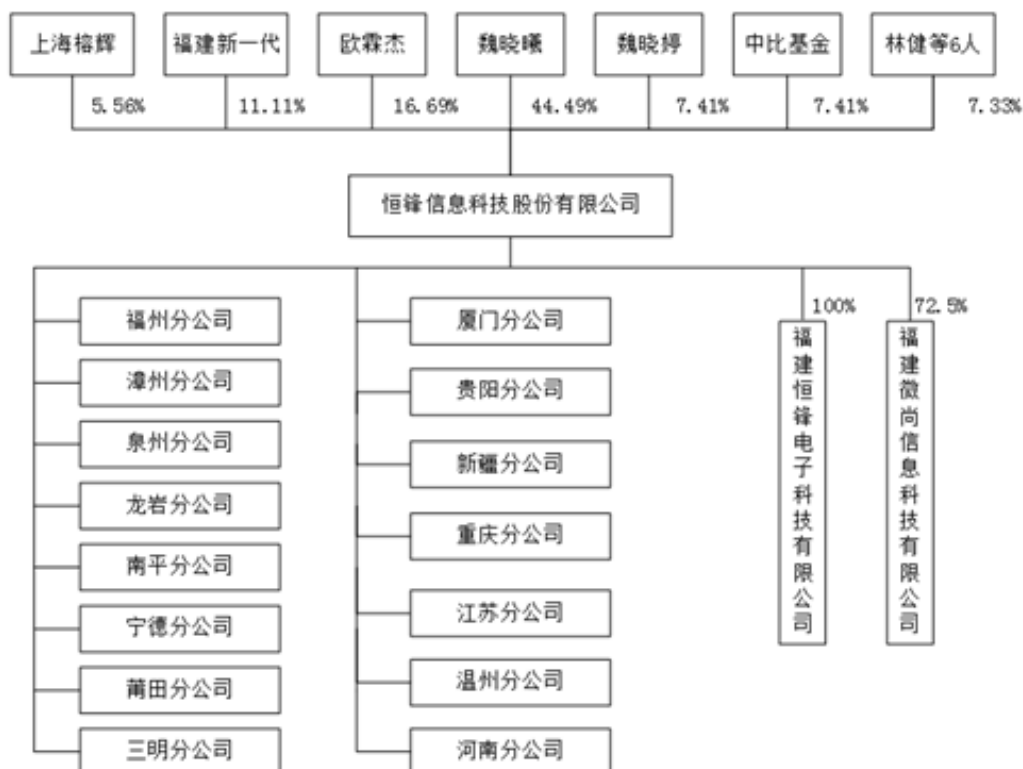 上海榕辉 福建新一代 欧霖杰 魏晓曦 魏晓婷 中比基金 林健等6人
5.56% 11.11% 16.69% 44.49% 7.41% 7.41% 7.33%
恒锋信息科技股份有限公司
100% 72.5%
福州分公司
漳州分公司
泉州分公司
龙岩分公司
南平分公司
宁德分公司
莆田分公司
三明分公司
厦门分公司
贵阳分公司
新疆分公司
重庆分公司
江苏分公司
温州分公司
河南分公司
福建恒锋电子科技有限公司
福建微尚信息科技有限公司